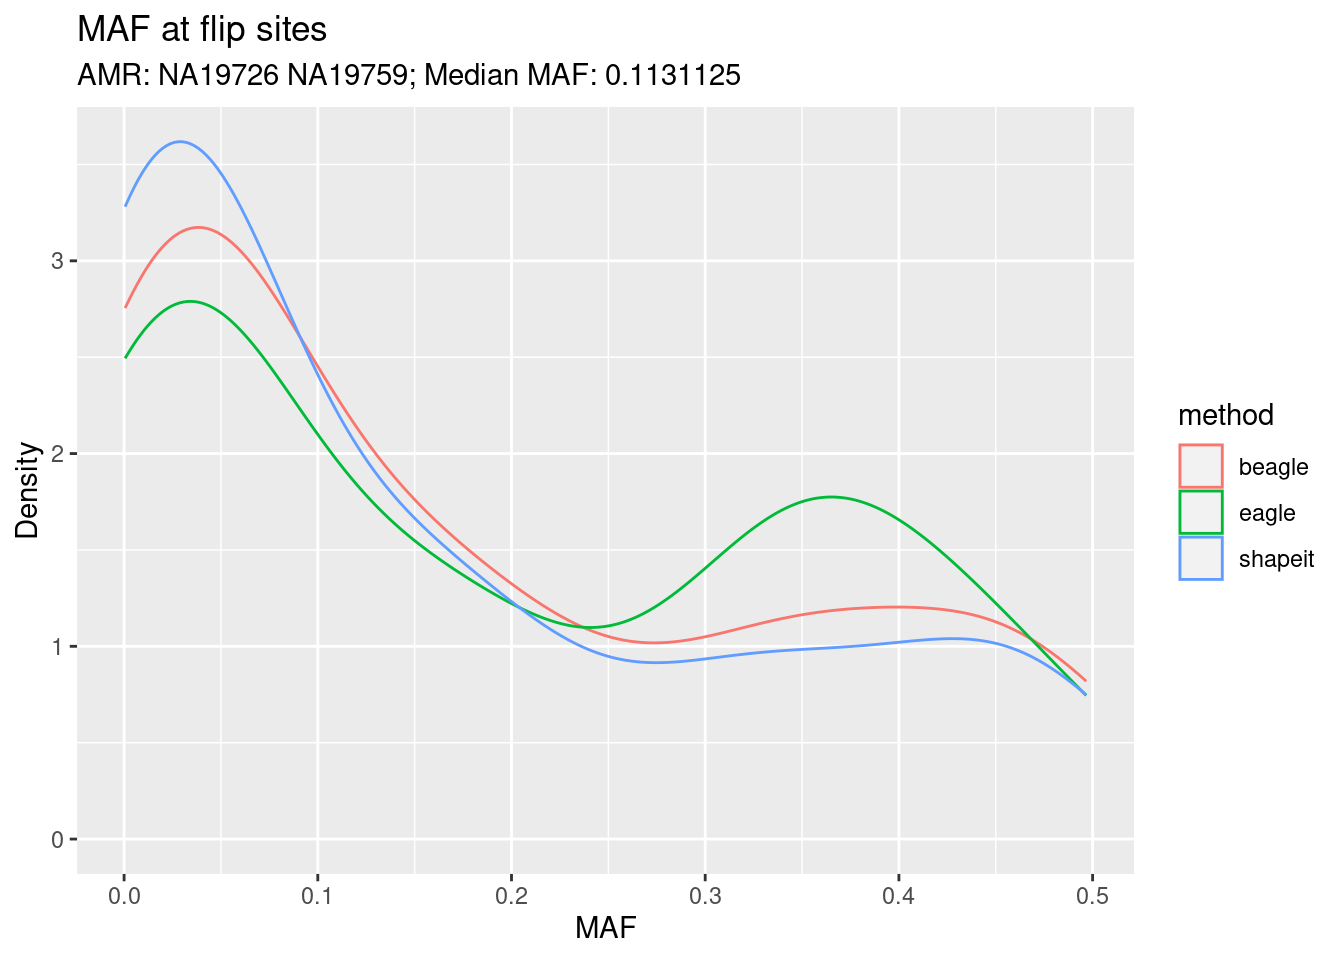 MAF at flip sites
AMR: NA19726 NA19759; Median MAF: 0.1131125
Density
3
2
1
0
0.0 0.1 0.2 0.3 0.4 0.5
MAF
method
beagle
eagle
shapeit